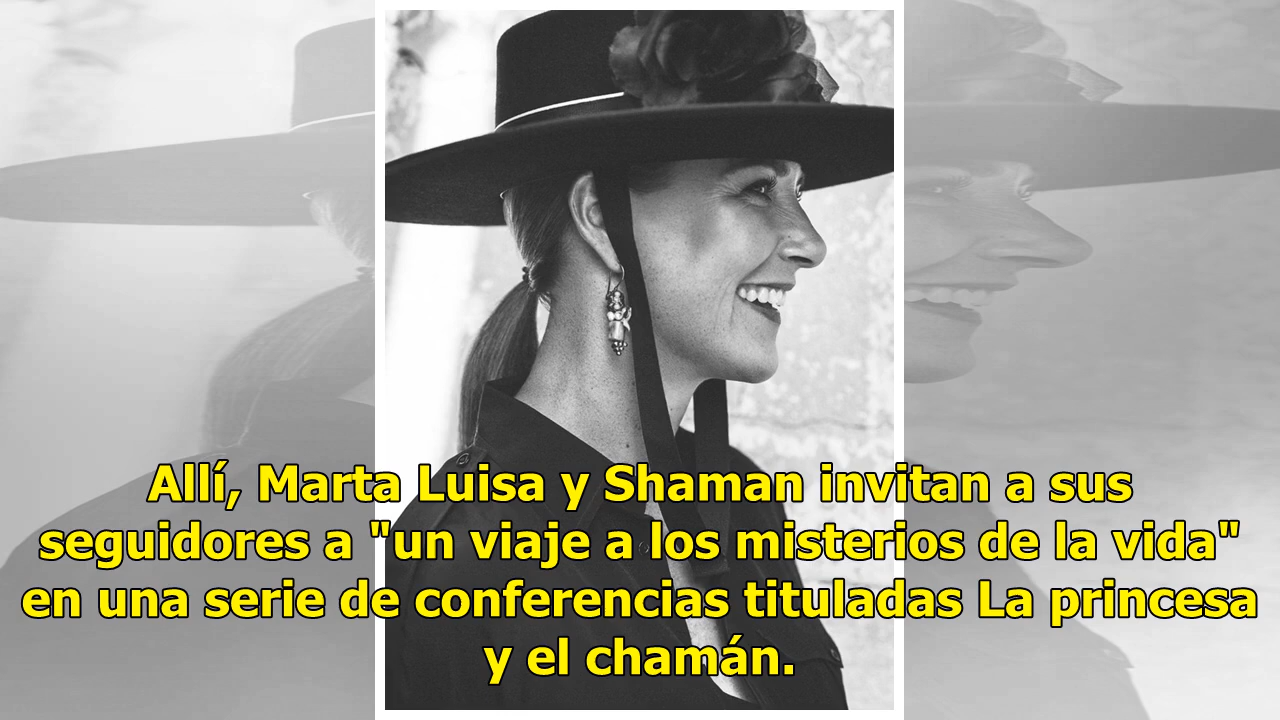 Allí, Marta Luisa y Shaman invitan a sus
seguidores a "un viaje a los misterios de la vida"
en una serie de conferencias tituladas La princesa
y el chamán.